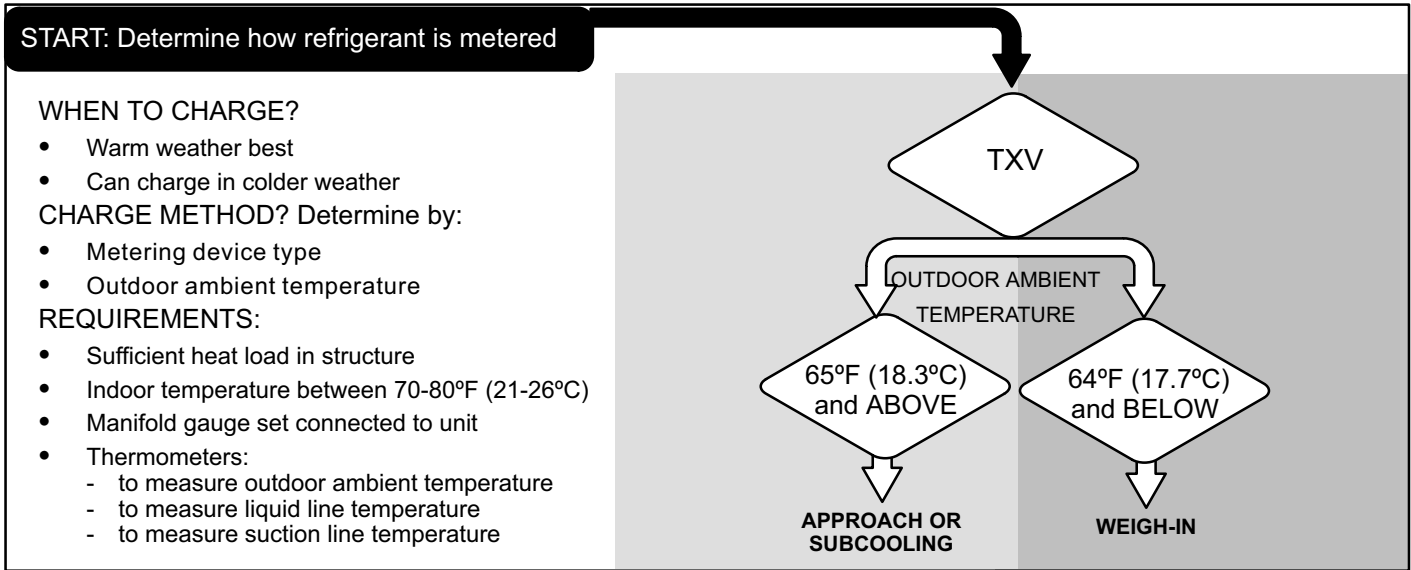 START: Determine how refrigerant is metered
WHEN TO CHARGE?
• Warm weather best
• Can charge in colder weather
CHARGE METHOD? Determine by:
• Metering device type
• Outdoor ambient temperature
REQUIREMENTS:
• Sufficient heat load in structure
• Indoor temperature between 70-80ºF (21-26ºC)
• Manifold gauge set connected to unit
• Thermometers:
- to measure outdoor ambient temperature
- to measure liquid line temperature
- to measure suction line temperature
TXV
OUTDOOR AMBIENT
TEMPERATURE
65ºF (18.3ºC)
and ABOVE
64ºF (17.7ºC)
and BELOW
APPROACH OR
SUBCOOLING
WEIGH-IN